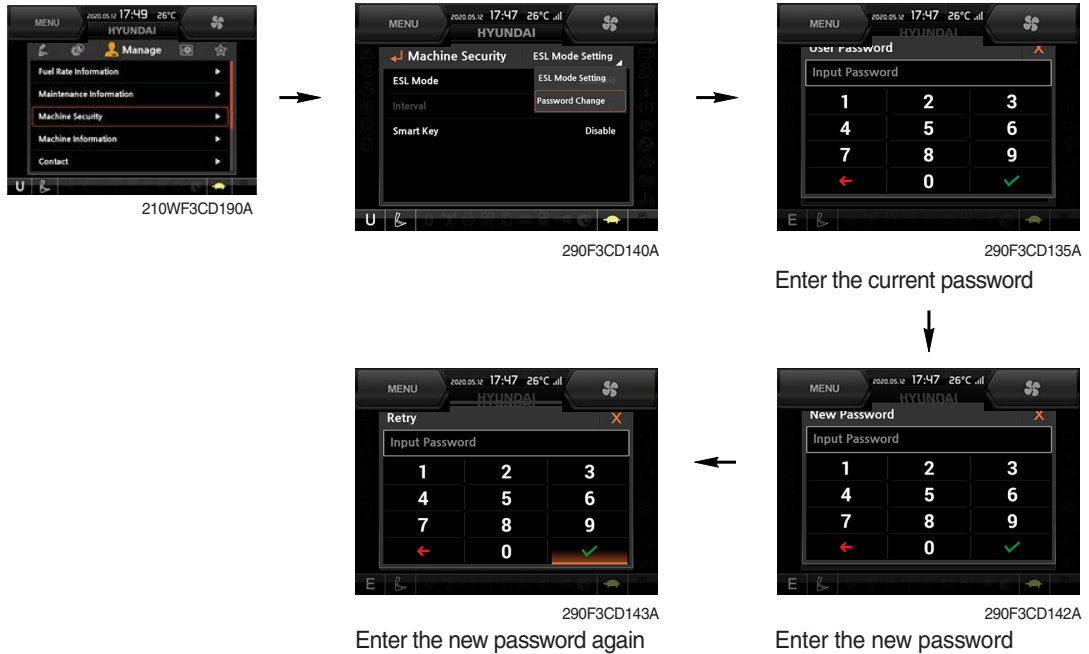 MENU
2020.05.12 17:49 26°C
HYUNDAI
Manage
Fuel Rate Information
Maintenance Information
Machine Security
Machine Information
Contact
U
210WF3CD190A
MENU
2020.05.12 17:47 26°C
HYUNDAI
Machine Security ESL Mode Setting
ESL Mode ESL Mode Setting
Interval Password Change
Smart Key Disable
U
290F3CD140A
MENU
2020.05.12 17:47 26°C
HYUNDAI
User Password X
Input Password
1 2 3
4 5 6
7 8 9
0
E
290F3CD135A
Enter the current password
MENU
2020.05.12 17:47 26°C
HYUNDAI
New Password X
Input Password
1 2 3
4 5 6
7 8 9
0
E
290F3CD142A
Enter the new password
MENU
2020.05.12 17:47 26°C
HYUNDAI
Retry X
Input Password
1 2 3
4 5 6
7 8 9
0
E
290F3CD143A
Enter the new password again